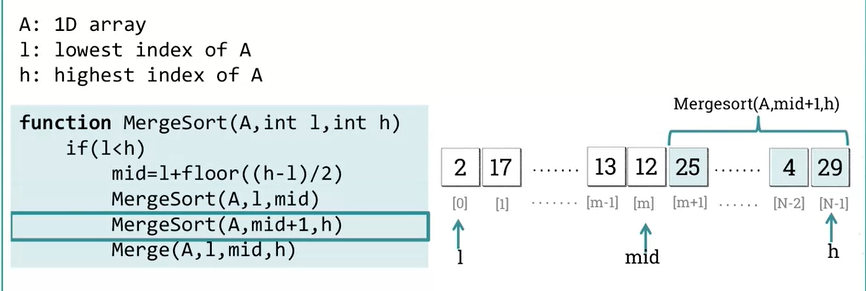 A: 1D array
l: lowest index of A
h: highest index of A
function MergeSort(A,int l,int h)
if(l<h)
mid=l+floor((h-l)/2)
MergeSort(A,l,mid)
MergeSort(A,mid+1,h)
Merge(A,l,mid,h)
Mergesort(A,mid+1,h)
2 17 ....... 13 12 25 ....... 4 29
[0] [1] ....... [m-1] [m] [m+1] ...... [N-2] [N-1]
l mid h